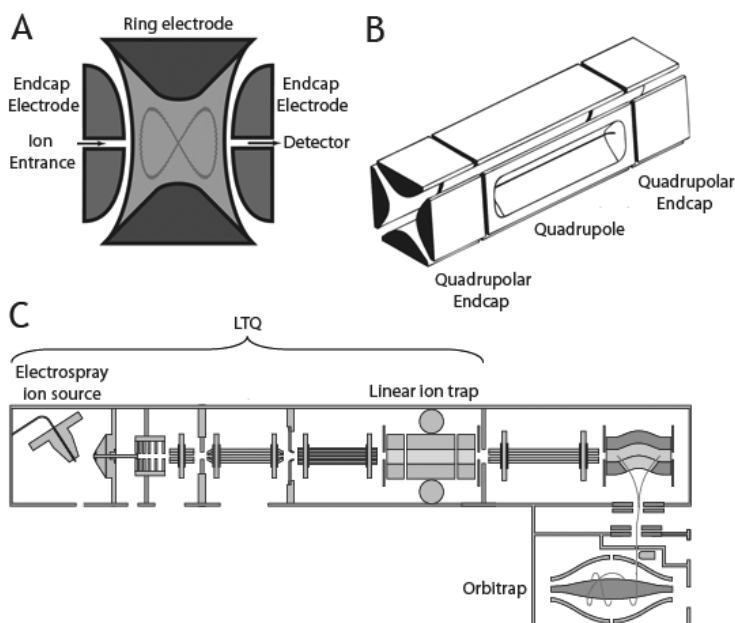 A
Ring electrode
Endcap
Electrode
Endcap
Electrode
Ion
Entrance
Detector
B
Quadrupolar
Endcap
Quadrupole
Quadrupolar
Endcap
C
LTQ
Electrospray
ion source
Linear ion trap
Orbitrap